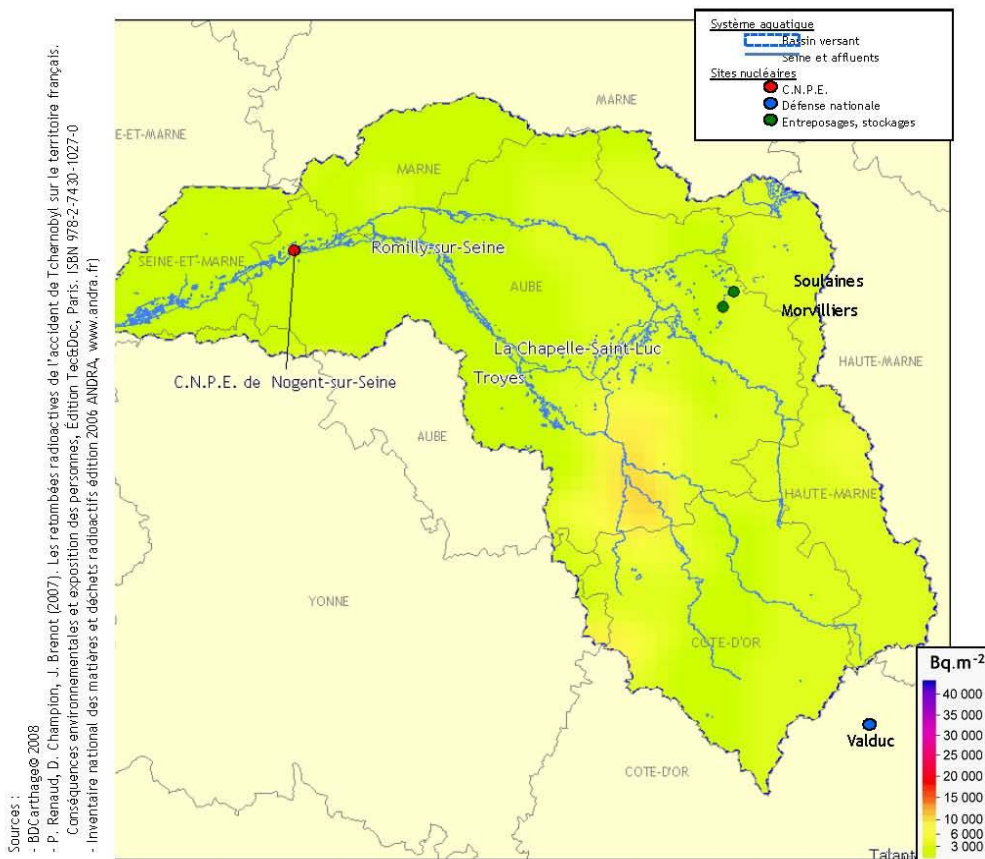 Système aquatique
Bassin versant
Seine et affluents
Sites nucléaires
C.N.P.E.
Défense nationale
Entreposages, stockages
MARNE
E-ET-MARNE
MARNE
Romilly-sur-Seine
SEINE-ET-MARNE
AUBE
Soulaines
Morvilliers
La Chapelle-Saint-Luc
HAUTE-MARNE
C.N.P.E. de Nogent-sur-Seine
Troyes
AUBE
HAUTE-MARNE
YONNE
COTE-D'OR
Valduc
COTE-D'OR
Talant
Bq.m-2
40 000
35 000
30 000
25 000
20 000
15 000
10 000
6 000
3 000
Sources :
- BDCarthage© 2008
- P. Renaud, D. Champion, J. Brenot (2007). Les retombées radioactives de l'accident de Tchernobyl sur le territoire français.
Conséquences environnementales et exposition des personnes, Édition Tec&Doc, Paris. ISBN 978-2-7430-1027-0
- Inventaire national des matières et déchets radioactifs édition 2006 ANDRA, www.andra.fr)